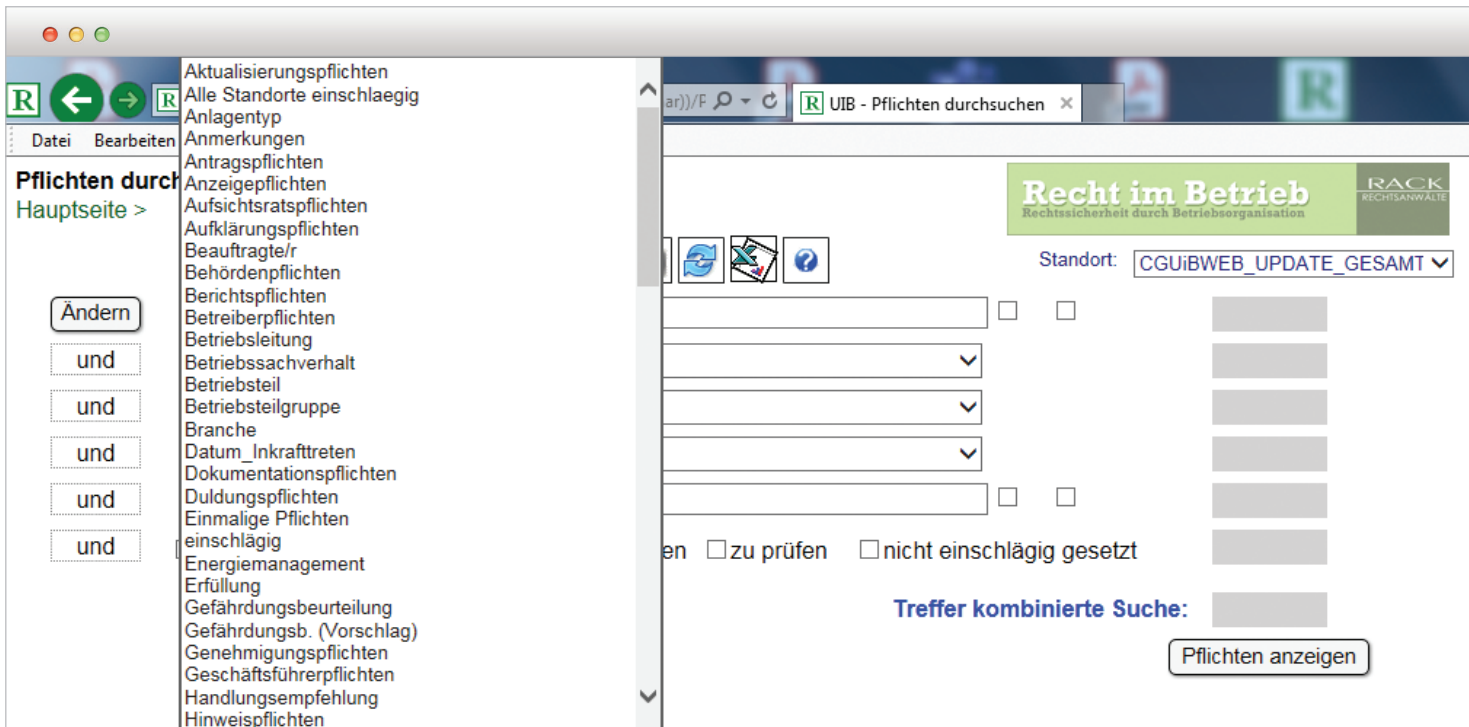 ar))/F
UIB - Pflichten durchsuchen
Datei Bearbeiten
Pflichten durch
Hauptseite >
Aktualisierungspflichten
Alle Standorte einschlaegig
Anlagentyp
Anmerkungen
Antragspflichten
Anzeigepflichten
Aufsichtsratspflichten
Aufklärungspflichten
Beauftragte/r
Behördenpflichten
Berichtspflichten
Betreiberpflichten
Betriebsleitung
Betriebssachverhalt
Betriebsteil
Betriebsteilgruppe
Branche
Datum_Inkrafttreten
Dokumentationspflichten
Duldungspflichten
Einmalige Pflichten
einschlägig
Energiemanagement
Erfüllung
Gefährdungsbeurteilung
Gefährdungsb. (Vorschlag)
Genehmigungspflichten
Geschäftsführerpflichten
Handlungsempfehlung
Hinweispflichten
Recht im Betrieb
Rechtssicherheit durch Betriebsorganisation
RACK
RECHTSANWÄLTE
Standort: CGUiBWEB_UPDATE_GESAMT
Ändern
und
und
und
und
und
en zu prüfen nicht einschlägig gesetzt
Treffer kombinierte Suche:
Pflichten anzeigen